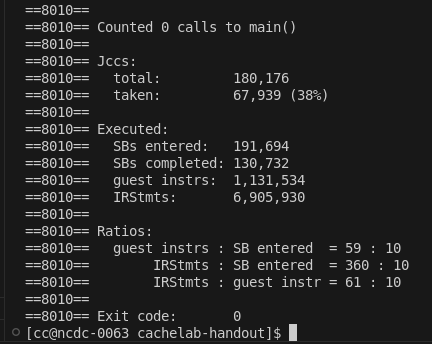 ==8010==
==8010== Counted 0 calls to main()
==8010==
==8010== Jccs:
==8010==   total:         180,176
==8010==   taken:         67,939 (38%)
==8010==
==8010== Executed:
==8010==   SBs entered:   191,694
==8010==   SBs completed: 130,732
==8010==   guest instrs:  1,131,534
==8010==   IRStmts:       6,905,930
==8010==
==8010== Ratios:
==8010==   guest instrs : SB entered  = 59 : 10
==8010==        IRStmts : SB entered  = 360 : 10
==8010==        IRStmts : guest instr = 61 : 10
==8010==
==8010== Exit code:       0
[cc@ncdc-0063 cachelab-handout]$